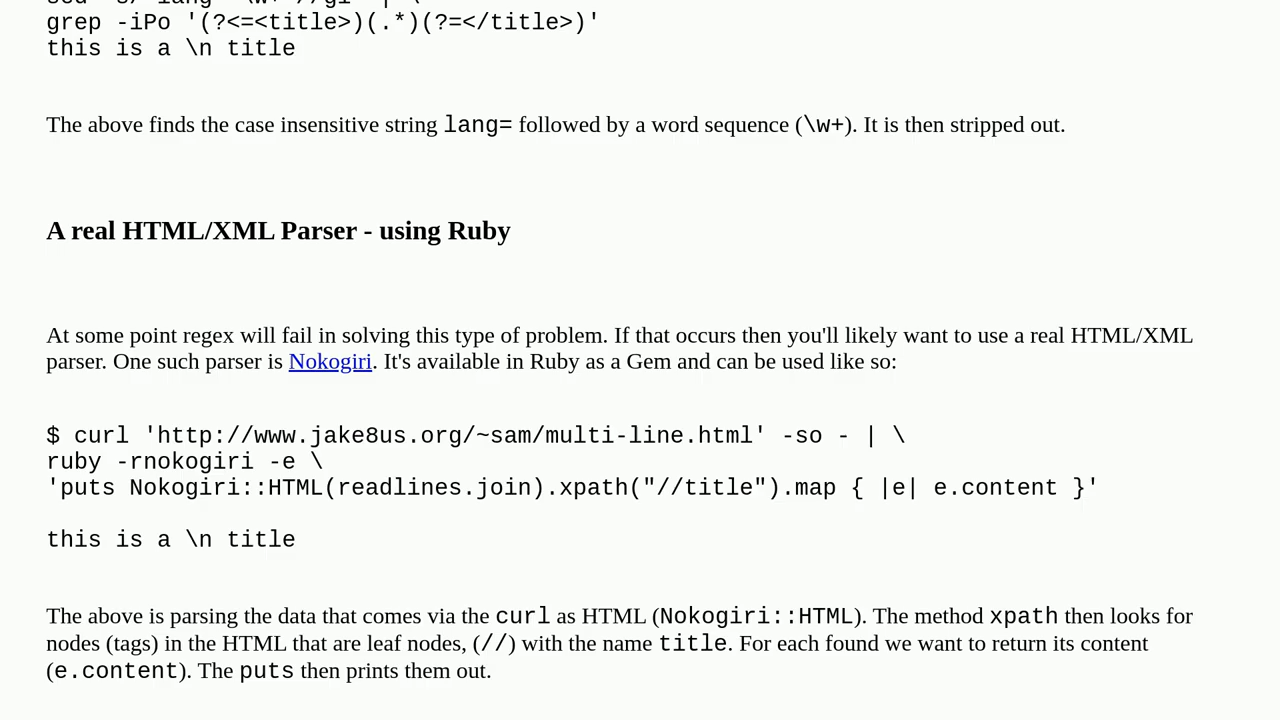 grep -iPo '(?<=<title>)(.*)(?=</title>)'
this is a \n title
The above finds the case insensitive string lang= followed by a word sequence (\w+). It is then stripped out.
A real HTML/XML Parser - using Ruby
At some point regex will fail in solving this type of problem. If that occurs then you'll likely want to use a real HTML/XML
parser. One such parser is Nokogiri. It's available in Ruby as a Gem and can be used like so:
$ curl 'http://www.jake8us.org/~sam/multi-line.html' -so - | \
ruby -rnokogiri -e \
'puts Nokogiri::HTML(readlines.join).xpath("//title").map { |e| e.content }'
this is a \n title
The above is parsing the data that comes via the curl as HTML (Nokogiri::HTML). The method xpath then looks for
nodes (tags) in the HTML that are leaf nodes, (//) with the name title. For each found we want to return its content
(e.content). The puts then prints them out.